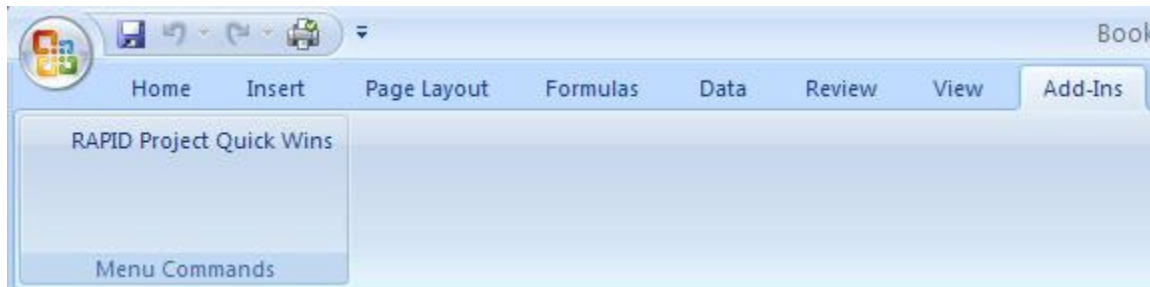 Book
Home Insert Page Layout Formulas Data Review View Add-Ins
RAPID Project Quick Wins
Menu Commands